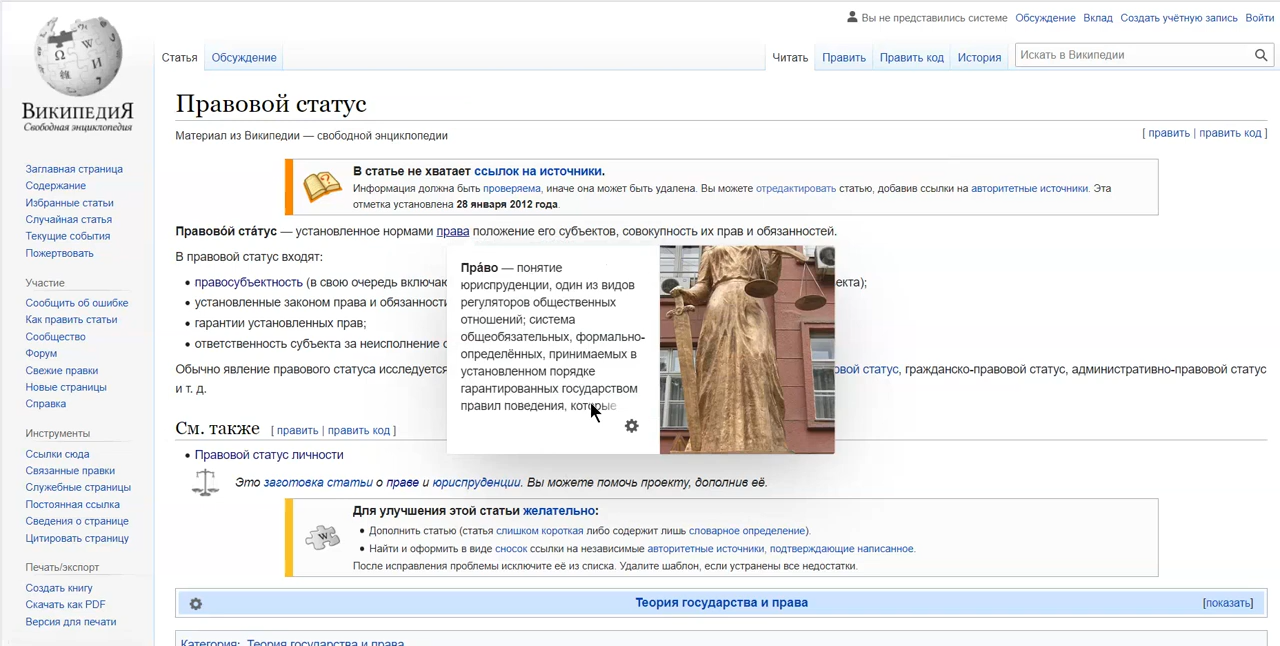 Вы не представились системе Обсуждение Вклад Создать учётную запись Войти
Статья Обсуждение Читать Править Править код История Искать в Википедии
ВИКИПЕДИЯ
Свободная энциклопедия
Заглавная страница
Содержание
Избранные статьи
Случайная статья
Текущие события
Пожертвовать
Участие
Сообщить об ошибке
Как править статьи
Сообщество
Форум
Свежие правки
Новые страницы
Справка
Инструменты
Ссылки сюда
Связанные правки
Служебные страницы
Постоянная ссылка
Сведения о странице
Цитировать страницу
Печать/экспорт
Создать книгу
Скачать как PDF
Версия для печати
Правовой статус
Материал из Википедии — свободной энциклопедии
[ править | править код ]
В статье не хватает ссылок на источники.
Информация должна быть проверяема, иначе она может быть удалена. Вы можете отредактировать статью, добавив ссылки на авторитетные источники. Эта
отметка установлена 28 января 2012 года.
Правово́й ста́тус — установленное нормами права положение его субъектов, совокупность их прав и обязанностей.
В правой статус входят:
• правосубъектность (в свою очередь включаю
екта);
• установленные законом права и обязанности
• гарантии установленных прав;
• ответственность субъекта за неисполнение о
Обычно явление правового статуса исследуется
овой статус, гражданско-правовой статус, административно-правовой статус
и т. д.
Пра́во — понятие
юриспруденции, один из видов
регуляторов общественных
отношений; система
общеобязательных, формально-
определённых, принимаемых в
установленном порядке
гарантированных государством
правил поведения, которые
См. также [ править | править код ]
• Правовой статус личности
Это заготовка статьи о праве и юриспруденции. Вы можете помочь проекту, дополнив её.
Для улучшения этой статьи желательно:
• Дополнить статью (статья слишком короткая либо содержит лишь словарное определение).
• Найти и оформить в виде сносок ссылки на независимые авторитетные источники, подтверждающие написанное.
После исправления проблемы исключите её из списка. Удалите шаблон, если устранены все недостатки.
Теория государства и права [показать]
Категория: Теория государства и права